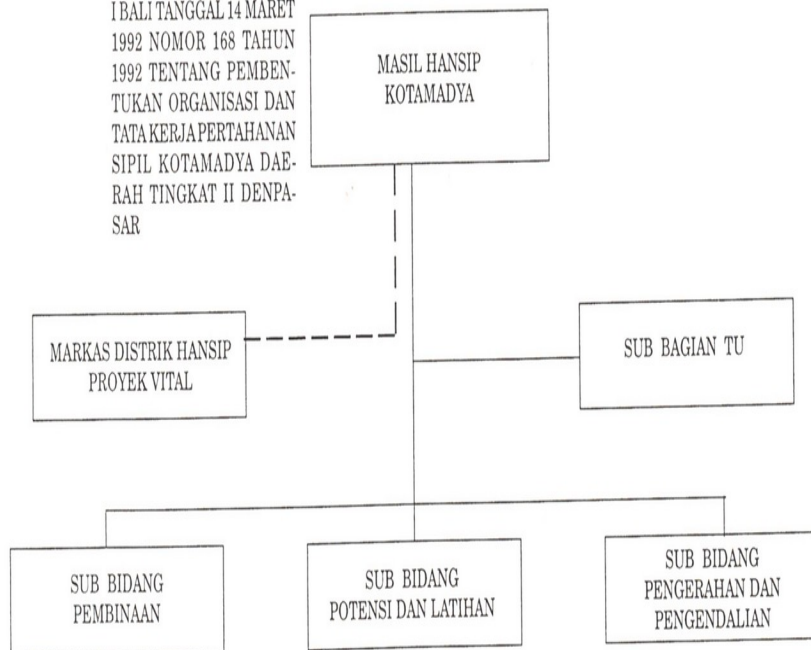 I BALI TANGGAL 14 MARET
1992 NOMOR 168 TAHUN
1992 TENTANG PEMBEN-
TUKAN ORGANISASI DAN
TATA KERJA PERTAHANAN
SIPIL KOTAMADYA DAE-
RAH TINGKAT II DENPA-
SAR
MASIL HANSIP
KOTAMADYA
MARKAS DISTRIK HANSIP
PROYEK VITAL
SUB BAGIAN TU
SUB BIDANG
PEMBINAAN
SUB BIDANG
POTENSI DAN LATIHAN
SUB BIDANG
PENGERAHAN DAN
PENGENDALIAN